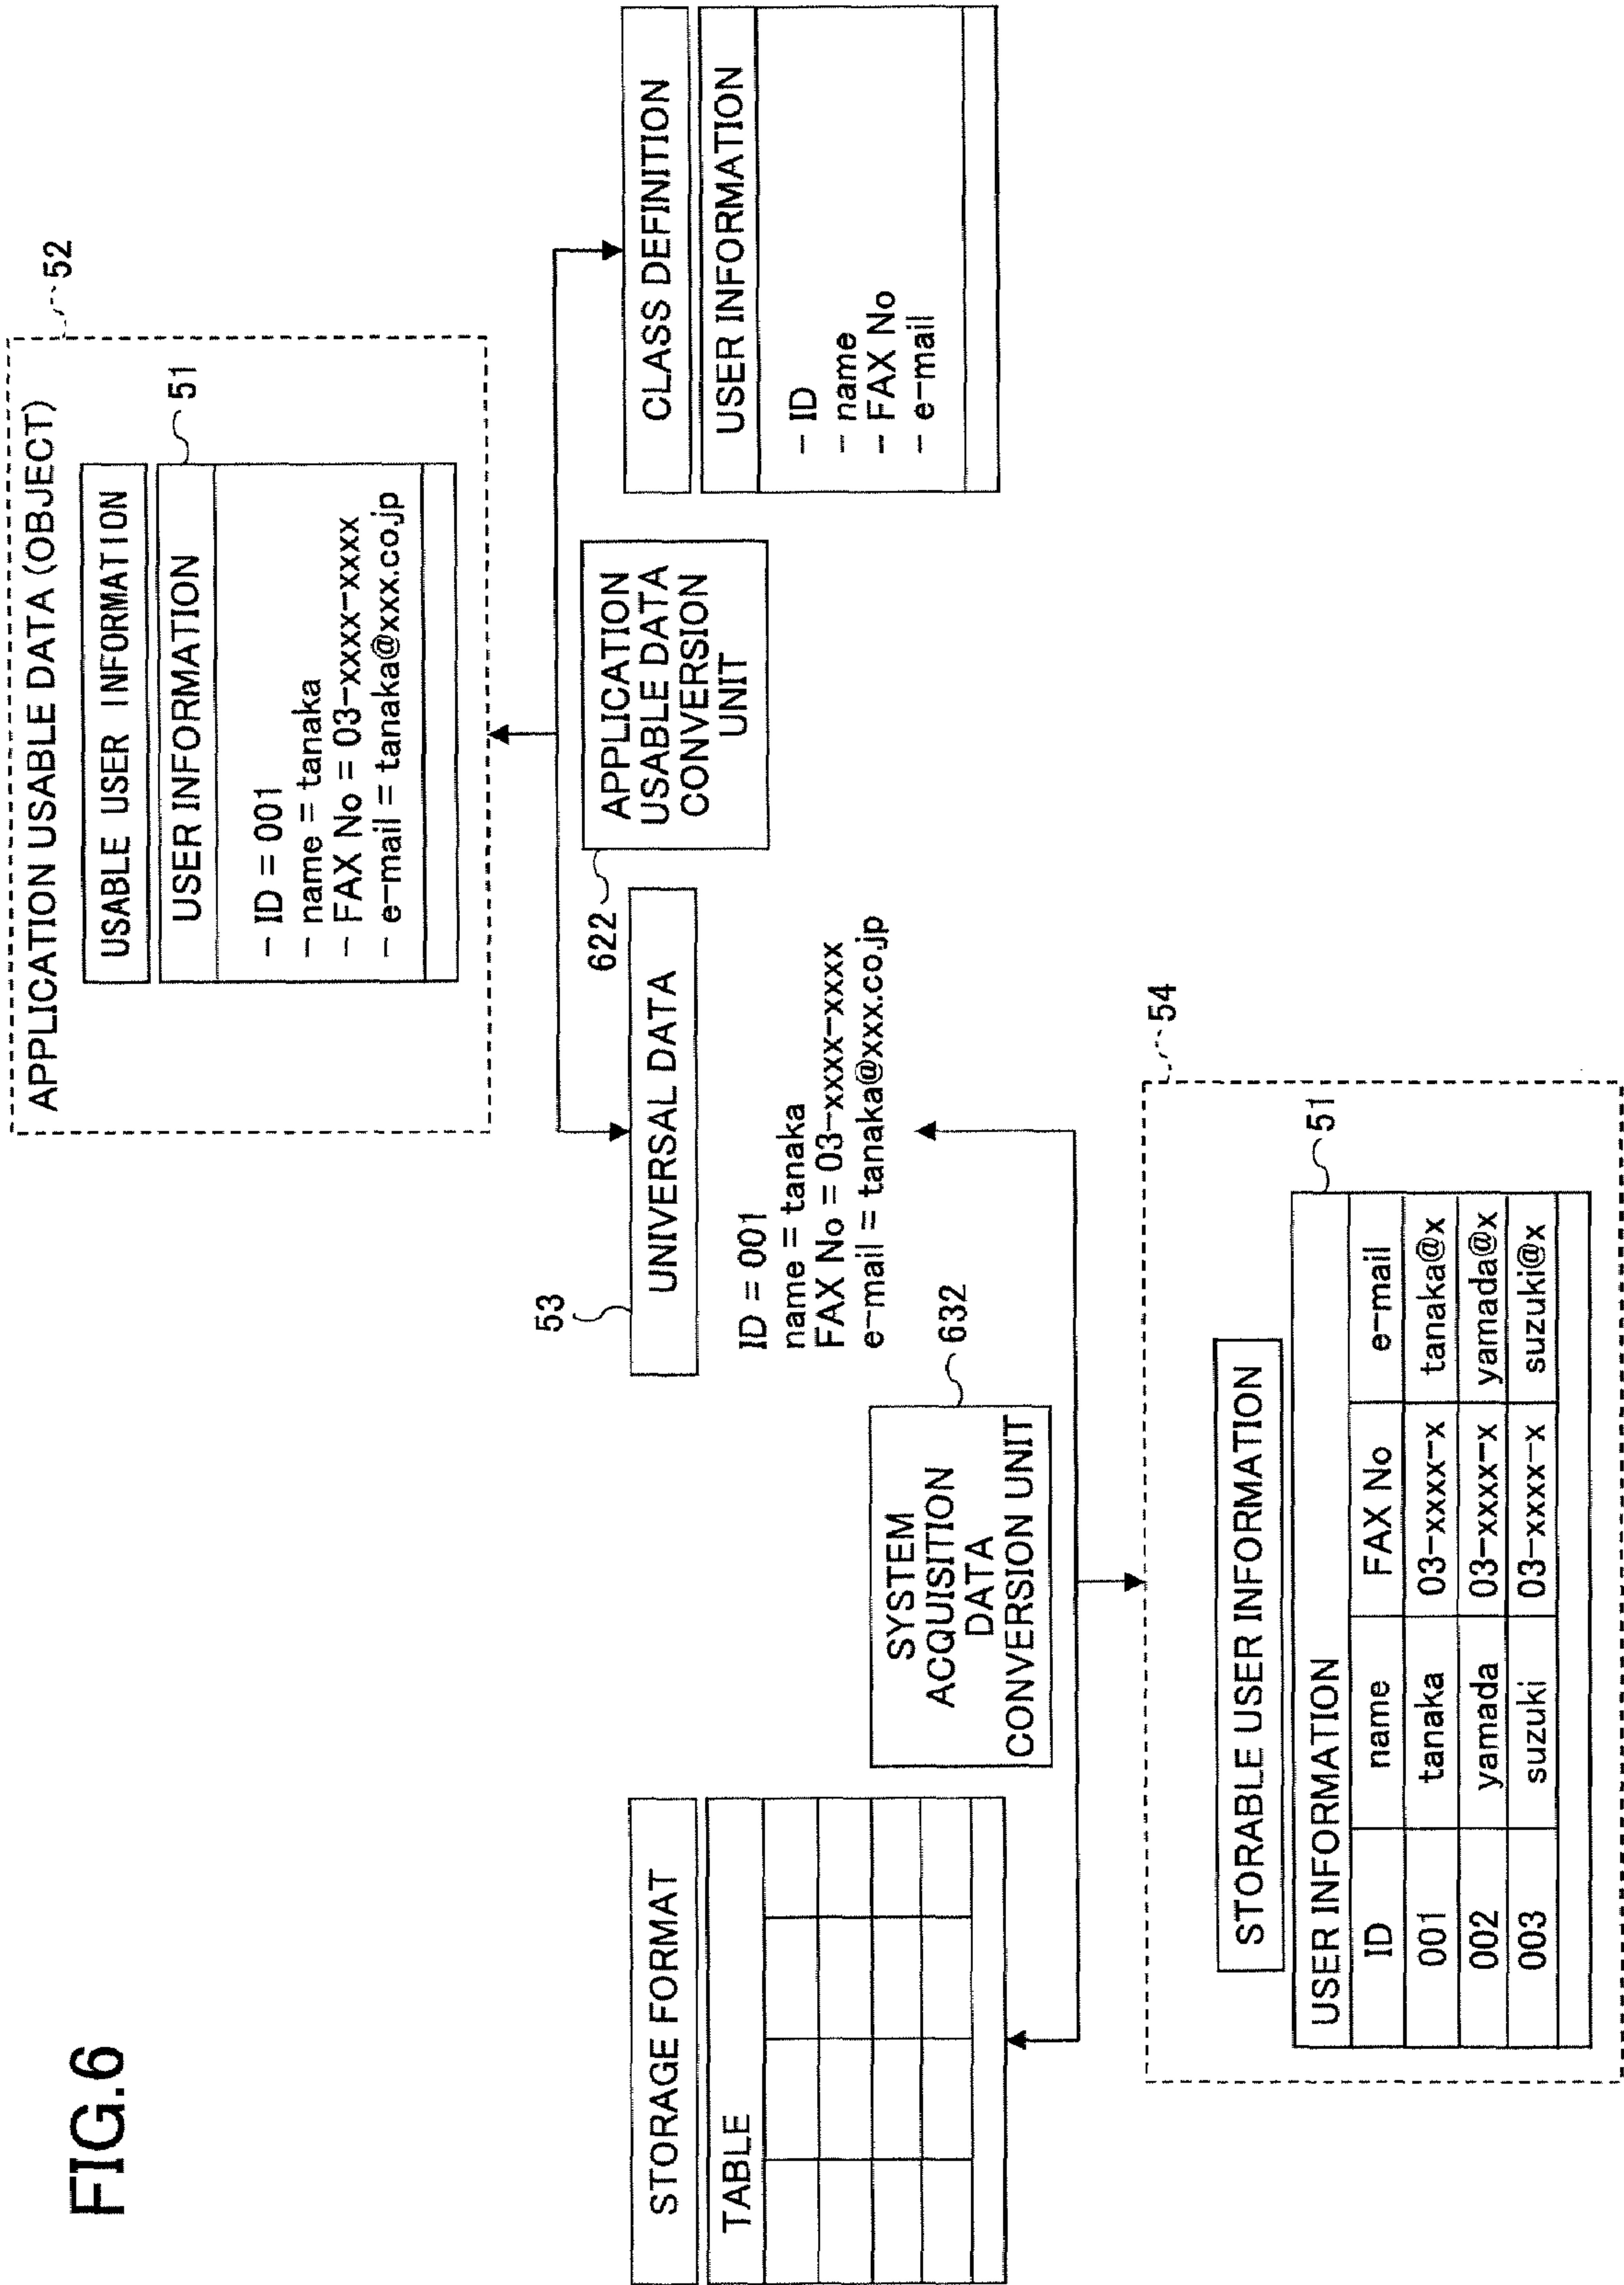 FIG.6
APPLICATION USABLE DATA (OBJECT)
52
USABLE USER INFORMATION
USER INFORMATION
51
- ID = 001
- name = tanaka
- FAX No = 03-xxxx-xxxx
- e-mail = tanaka@xxx.co.jp
STORAGE FORMAT
TABLE
53
UNIVERSAL DATA
ID = 001
name = tanaka
FAX No = 03-xxxx-xxxx
e-mail = tanaka@xxx.co.jp
622
APPLICATION
USABLE DATA
CONVERSION
UNIT
CLASS DEFINITION
USER INFORMATION
- ID
- name
- FAX No
- e-mail
SYSTEM
ACQUISITION
DATA
CONVERSION UNIT
632
54
STORABLE USER INFORMATION
51
USER INFORMATION
ID name FAX No e-mail
001 tanaka 03-xxxx-x tanaka@x
002 yamada 03-xxxx-x yamada@x
003 suzuki 03-xxxx-x suzuki@x